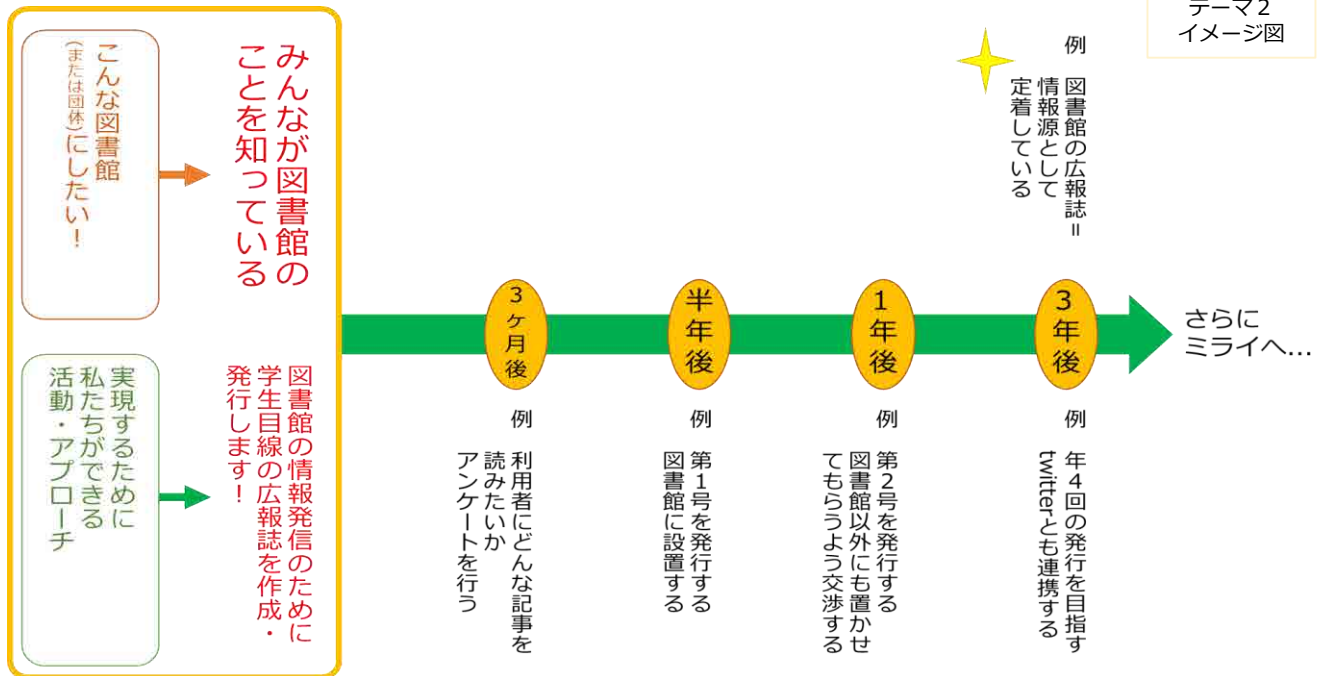 テーマ2
イメージ図
こんな図書館
(または団体)にしたい！
みんなが図書館の
ことを知っている
実現するために
私たちができる
活動・アプローチ
図書館の情報発信のために
学生目線の広報誌を作成・
発行します！
3ヶ月後
例
利用者にどんな記事を
読みたいか
アンケートを行う
半年後
例
第1号を発行する
図書館に設置する
1年後
例
第2号を発行する
図書館以外にも置かせ
てもらうよう交渉する
例
図書館の広報誌=
情報源として
定着している
3年後
例
年4回の発行を目指す
twitterとも連携する
さらに
ミライへ…